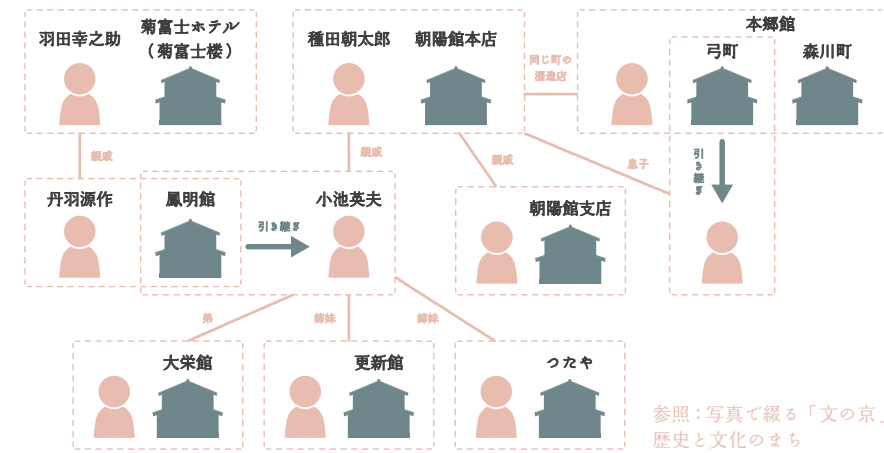 羽田幸之助
菊富士ホテル
（菊富士楼）
種田朝太郎
朝陽館本店
本郷館
弓町
森川町
同じ町の
酒造店
親戚
親戚
親戚
息子
引き継ぎ
丹羽源作
鳳明館
引き継ぎ
小池英夫
朝陽館支店
弟
姉妹
姉妹
大栄館
更新館
つたや
参照：写真で綴る「文の京」
歴史と文化のまち